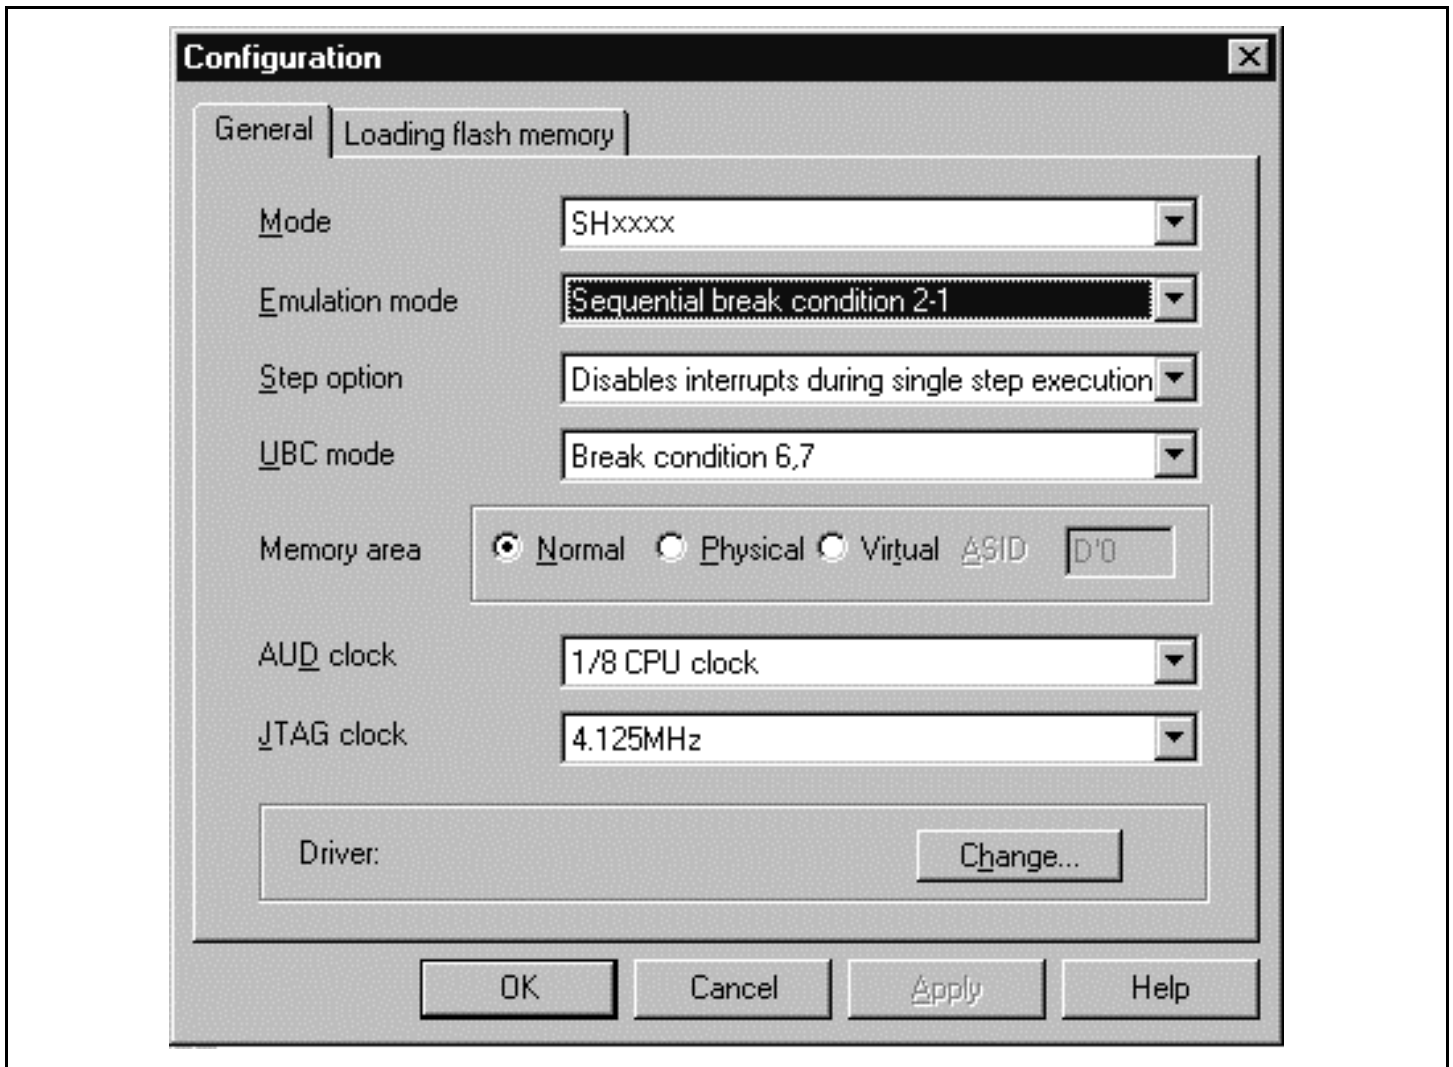 Configuration
General
Loading flash memory
Mode
SHxxxx
Emulation mode
Sequential break condition 2-1
Step option
Disables interrupts during single step execution
UBC mode
Break condition 6,7
Memory area
Normal
Physical
Virtual
ASID
D'0
AUD clock
1/8 CPU clock
JTAG clock
4.125MHz
Driver:
Change...
OK
Cancel
Apply
Help